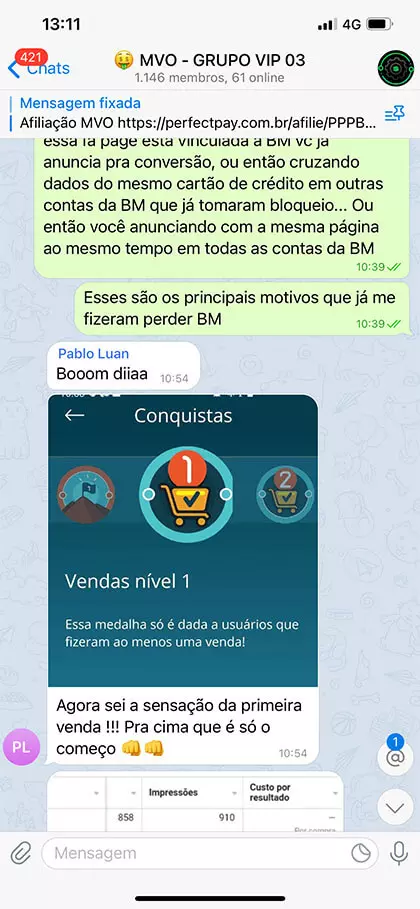 13:11
4G
421
Chats
MVO - GRUPO VIP 03
1.146 membros, 61 online
Mensagem fixada
Afiliação MVO https://perfectpay.com.br/afilie/PPPB...
essa fã page está vinculada a BM vc já
anuncia pra conversão, ou então cruzando
dados do mesmo cartão de crédito em outras
contas da BM que já tomaram bloqueio... Ou
então você anunciando com a mesma página
ao mesmo tempo em todas as contas da BM
10:39
Esses são os principais motivos que já me
fizeram perder BM
10:39
Pablo Luan
Booom diiaa
10:54
Conquistas
1
2
Vendas nível 1
Essa medalha só é dada a usuários que
fizeram ao menos uma venda!
Agora sei a sensação da primeira
venda !!! Pra cima que é só o
começo 👊👊
10:54
PL
1
@
Impressões
Custo por
resultado
858
910
—
Por compra
Mensagem